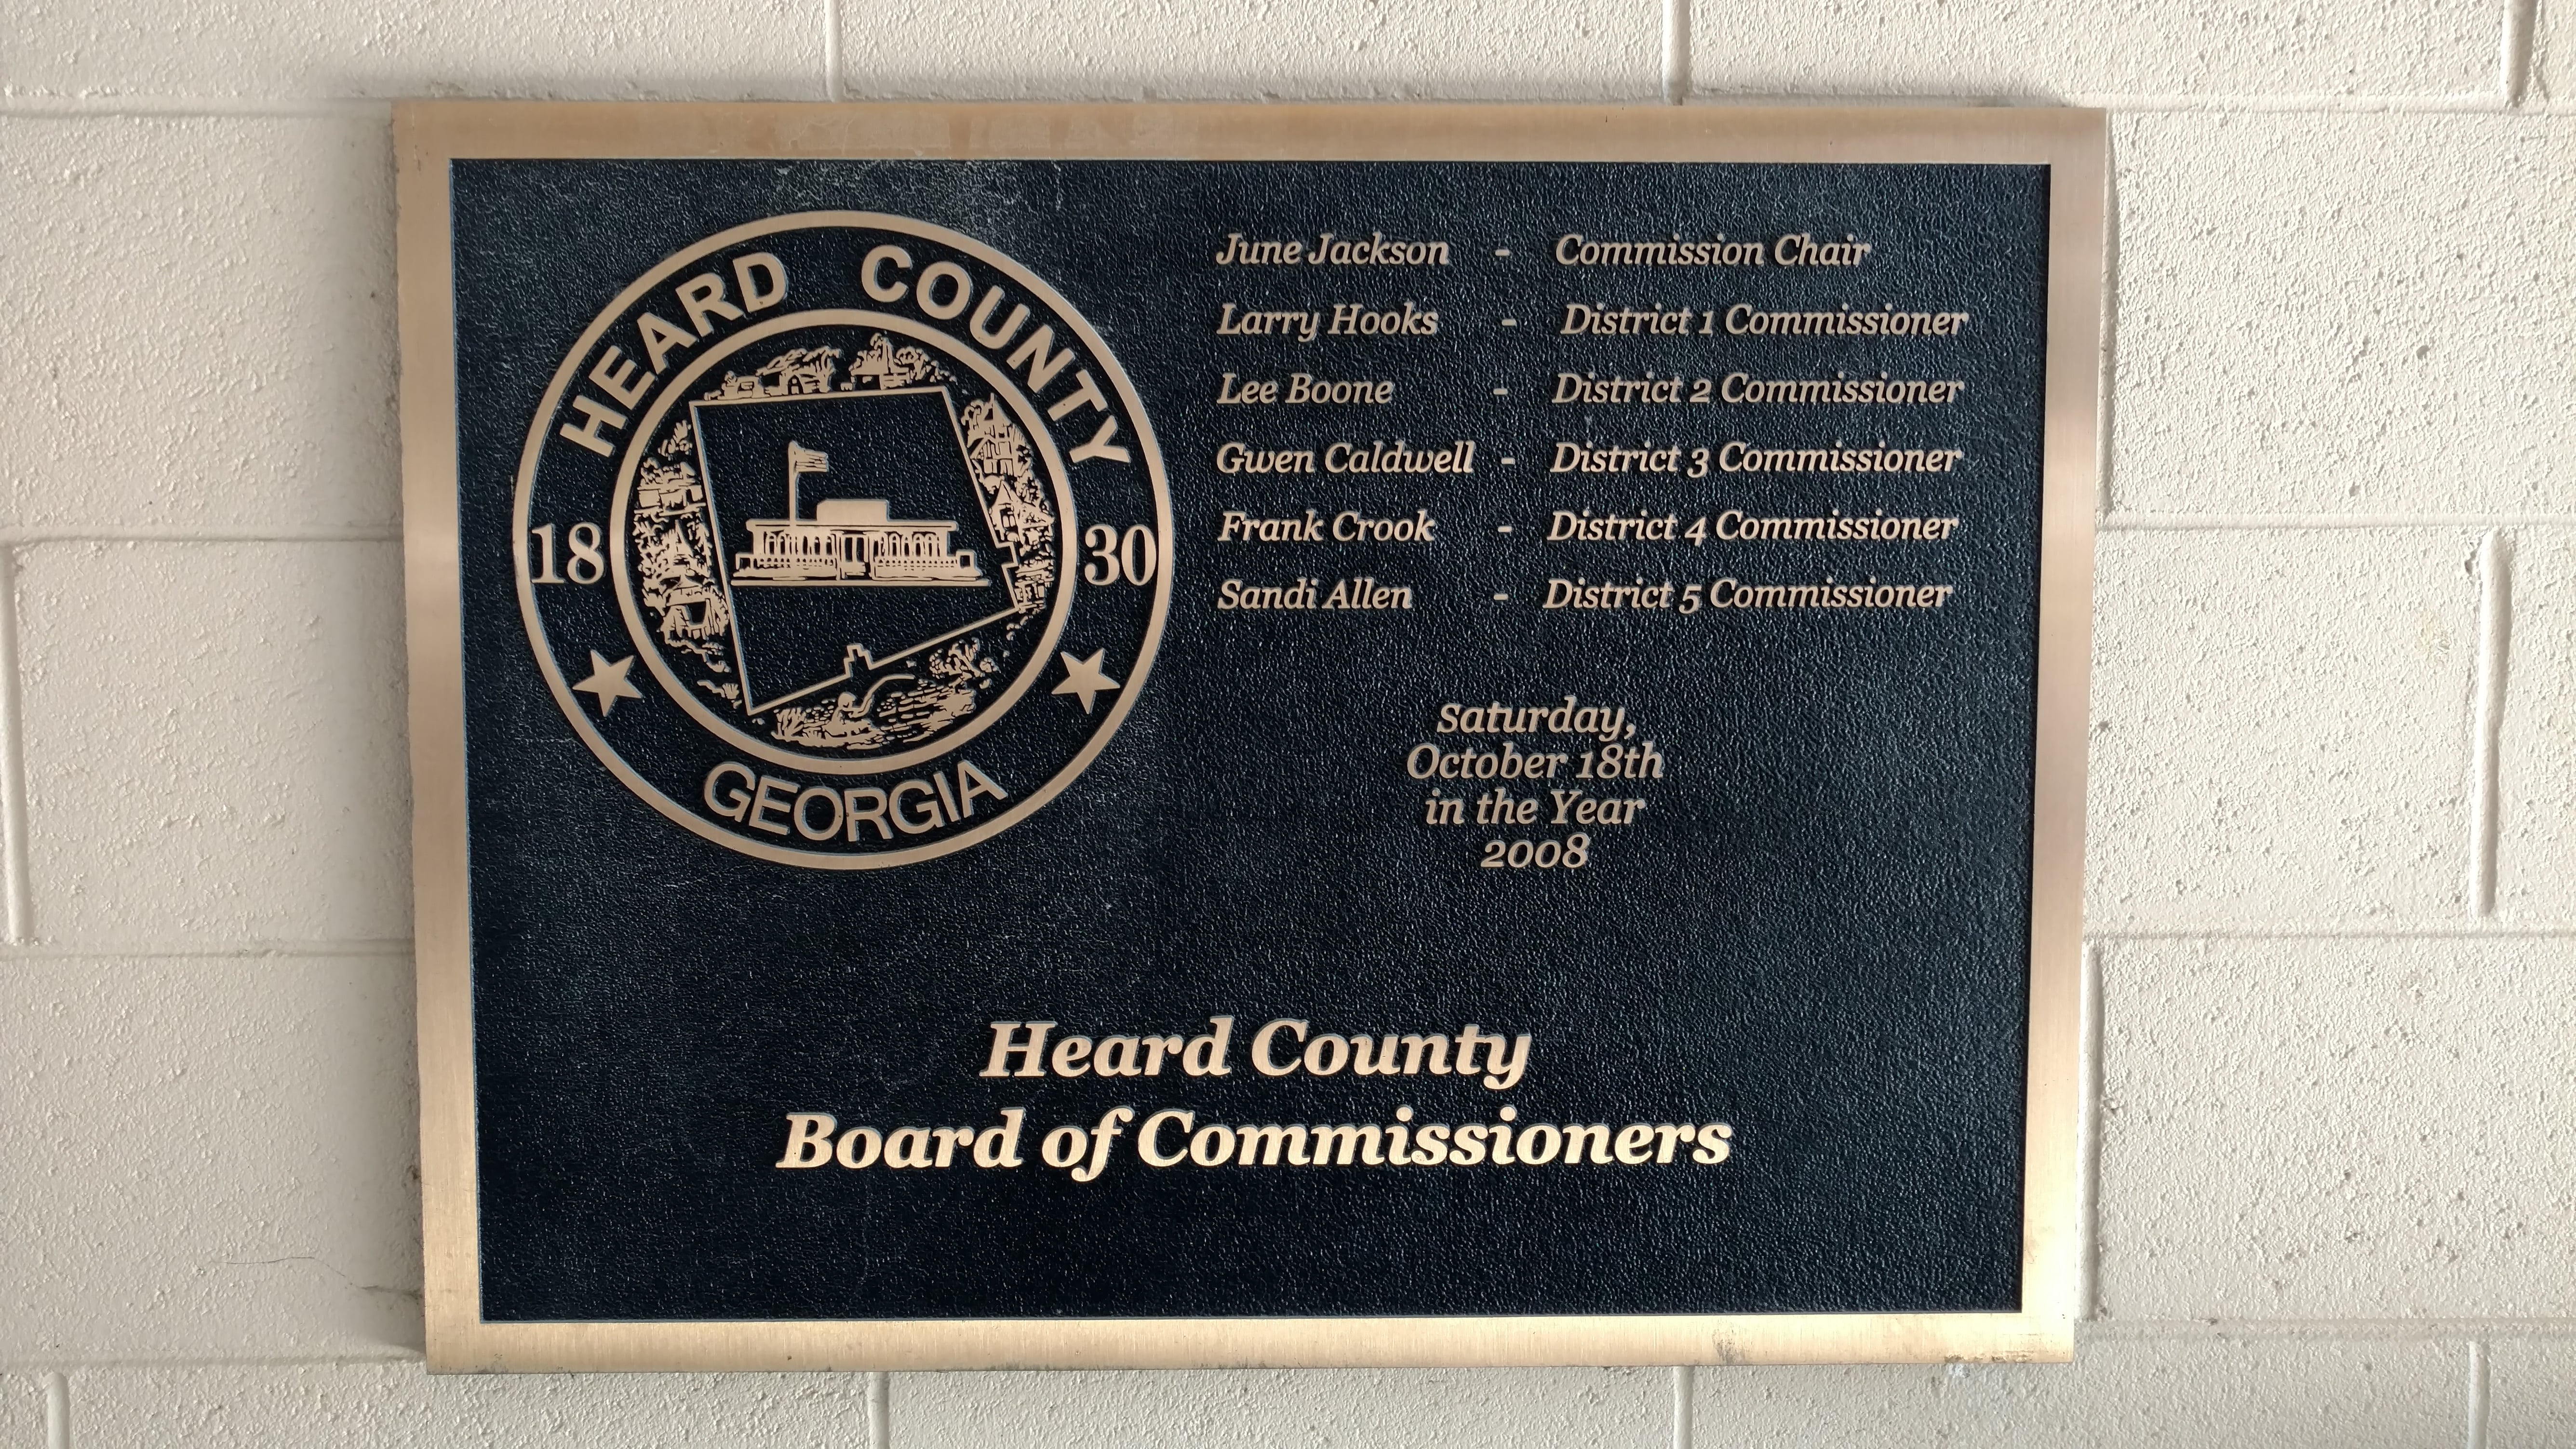 HEARD COUNTY
18 30
GEORGIA
June Jackson - Commission Chair
Larry Hooks - District 1 Commissioner
Lee Boone - District 2 Commissioner
Gwen Caldwell - District 3 Commissioner
Frank Crook - District 4 Commissioner
Sandi Allen - District 5 Commissioner
Saturday,
October 18th
in the Year
2008
Heard County
Board of Commissioners